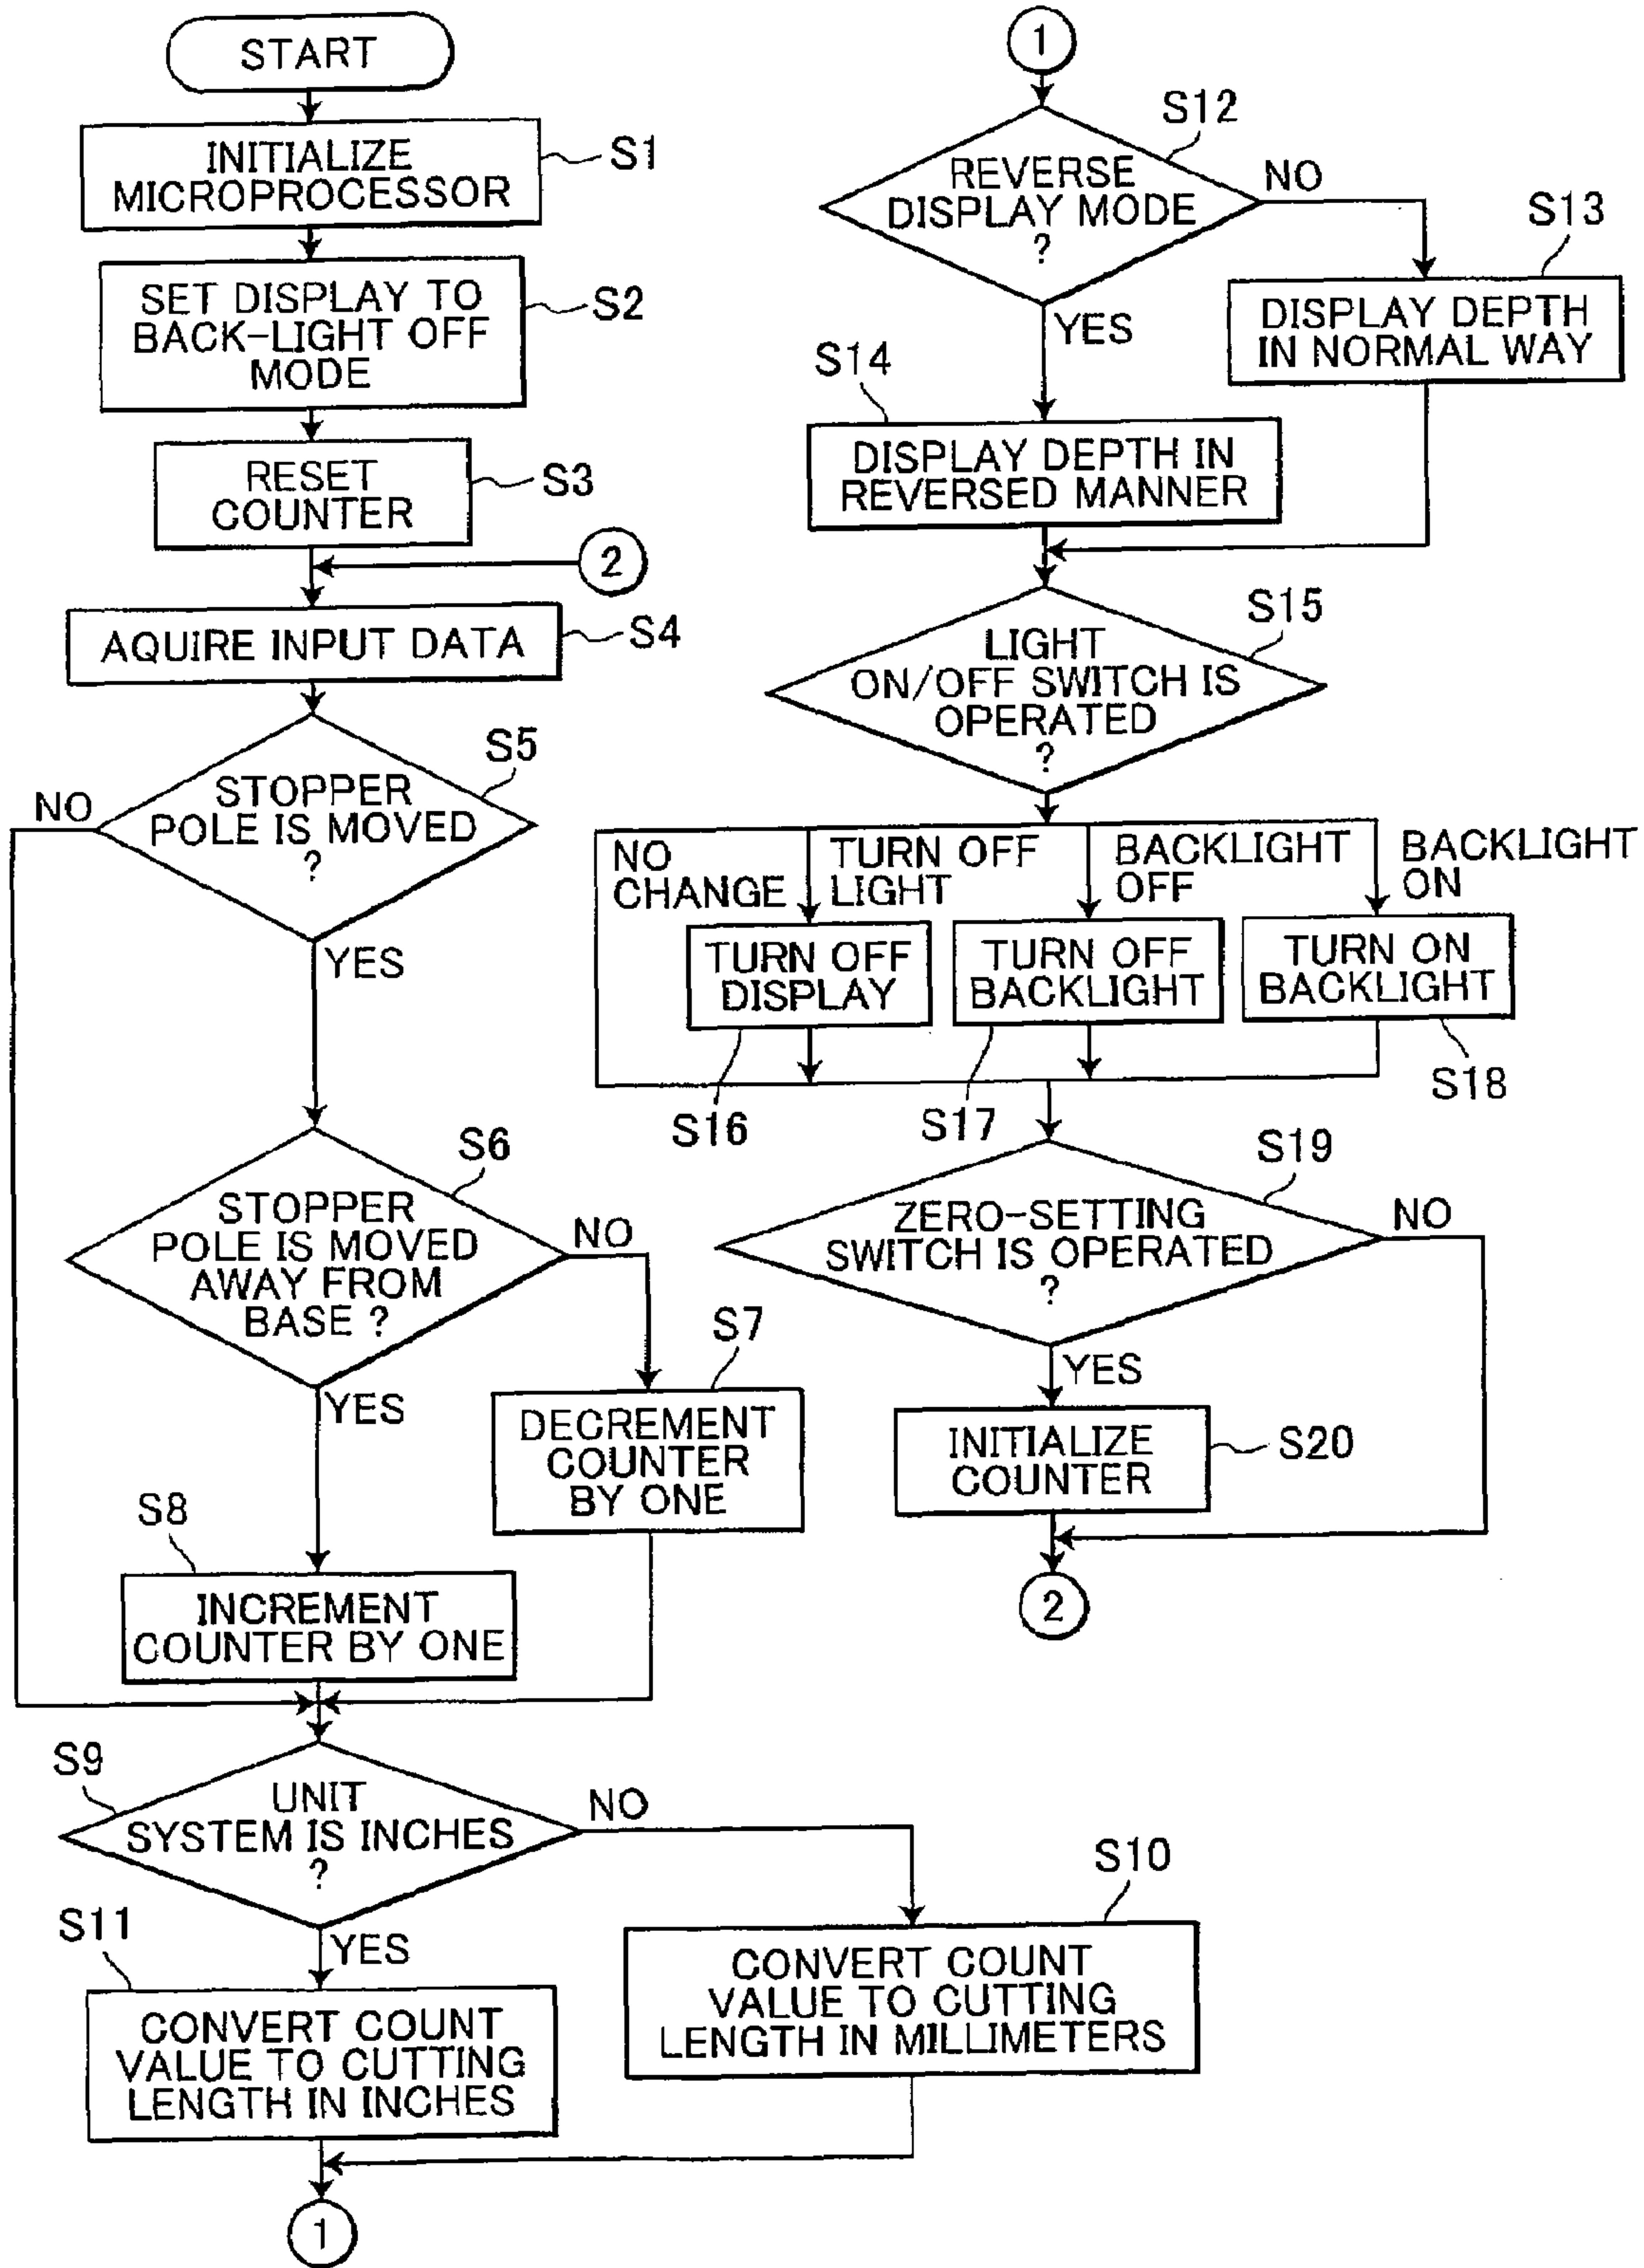 START
INITIALIZE
MICROPROCESSOR
S1
SET DISPLAY TO
BACK-LIGHT OFF
MODE
S2
RESET
COUNTER
S3
2
AQUIRE INPUT DATA
S4
S5
STOPPER
POLE IS MOVED
?
NO
YES
S6
STOPPER
POLE IS MOVED
AWAY FROM
BASE ?
NO
YES
S7
DECREMENT
COUNTER
BY ONE
S8
INCREMENT
COUNTER BY ONE
S9
UNIT
SYSTEM IS INCHES
?
NO
YES
S10
CONVERT COUNT
VALUE TO CUTTING
LENGTH IN MILLIMETERS
S11
CONVERT COUNT
VALUE TO CUTTING
LENGTH IN INCHES
1
1
S12
REVERSE
DISPLAY MODE
?
NO
YES
S13
DISPLAY DEPTH
IN NORMAL WAY
S14
DISPLAY DEPTH IN
REVERSED MANNER
S15
LIGHT
ON/OFF SWITCH IS
OPERATED
?
NO
CHANGE
TURN OFF
LIGHT
BACKLIGHT
OFF
BACKLIGHT
ON
TURN OFF
DISPLAY
TURN OFF
BACKLIGHT
TURN ON
BACKLIGHT
S16
S17
S18
S19
ZERO-SETTING
SWITCH IS OPERATED
?
NO
YES
INITIALIZE
COUNTER
S20
2